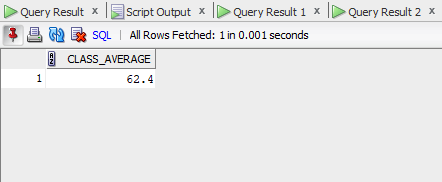 Query Result x Script Output x Query Result 1 x Query Result 2 x
SQL | All Rows Fetched: 1 in 0.001 seconds
AZ CLASS_AVERAGE
1 62.4